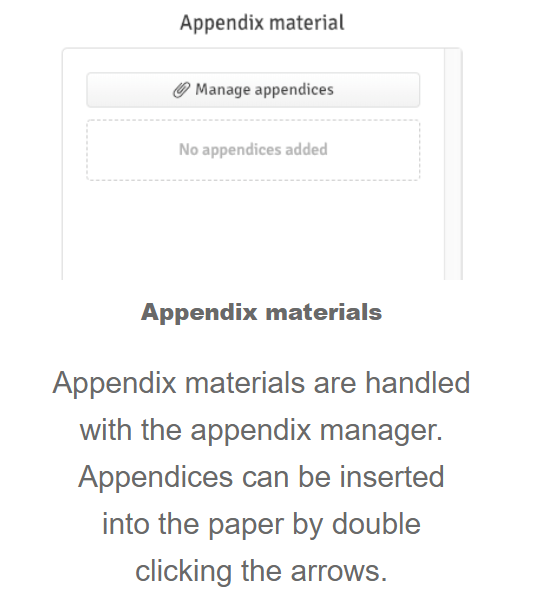 Appendix material
Manage appendices
No appendices added
Appendix materials
Appendix materials are handled
with the appendix manager.
Appendices can be inserted
into the paper by double
clicking the arrows.